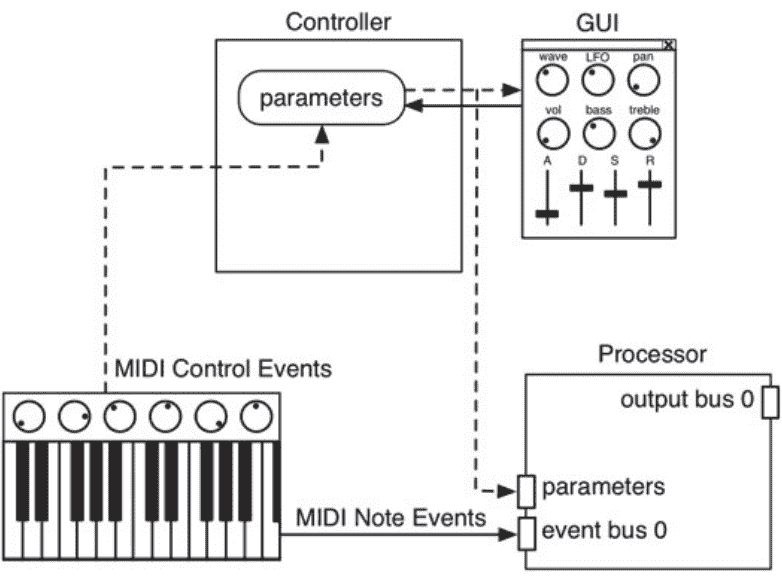 Controller
GUI
X
wave LFO pan
parameters
vol bass treble
A D S R
MIDI Control Events
Processor
output bus 0
parameters
MIDI Note Events
event bus 0